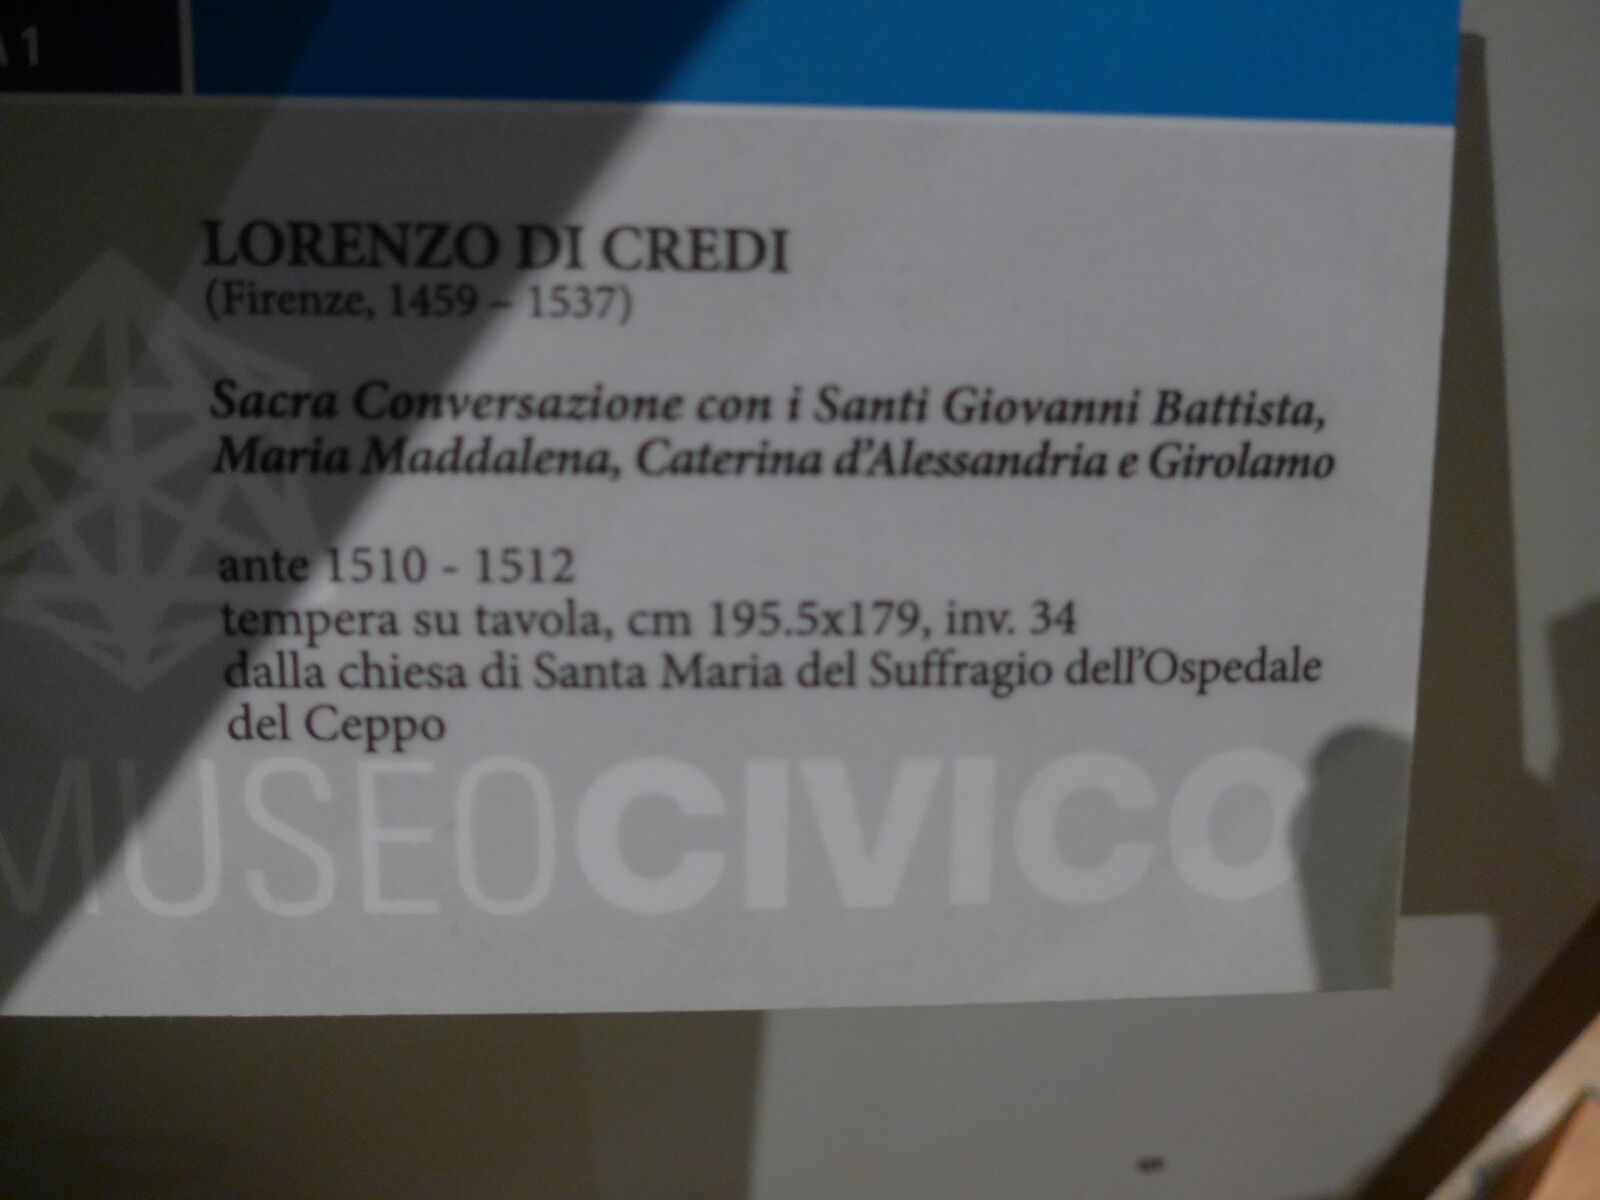 A 1
LORENZO DI CREDI
(Firenze, 1459 – 1537)
Sacra Conversazione con i Santi Giovanni Battista,
Maria Maddalena, Caterina d'Alessandria e Girolamo
ante 1510 - 1512
tempera su tavola, cm 195.5x179, inv. 34
dalla chiesa di Santa Maria del Suffragio dell'Ospedale
del Ceppo
MUSEOCIVICO